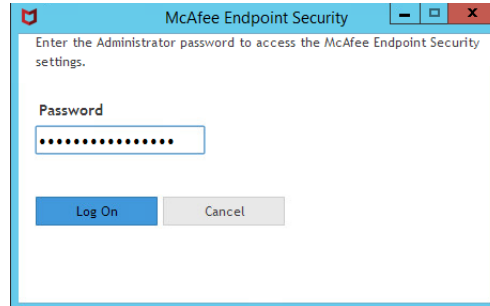 McAfee Endpoint Security
Enter the Administrator password to access the McAfee Endpoint Security
settings.
Password
••••••••••••••••
Log On
Cancel